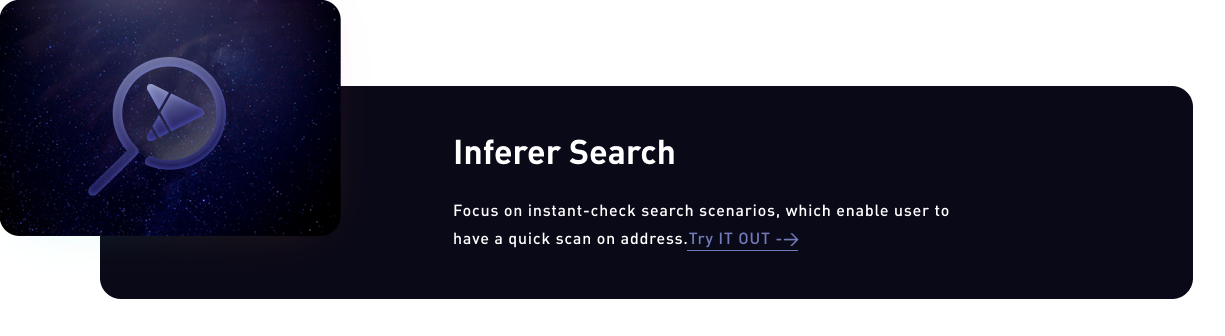 Inferer Search
Focus on instant-check search scenarios, which enable user to
have a quick scan on address.Try IT OUT -->